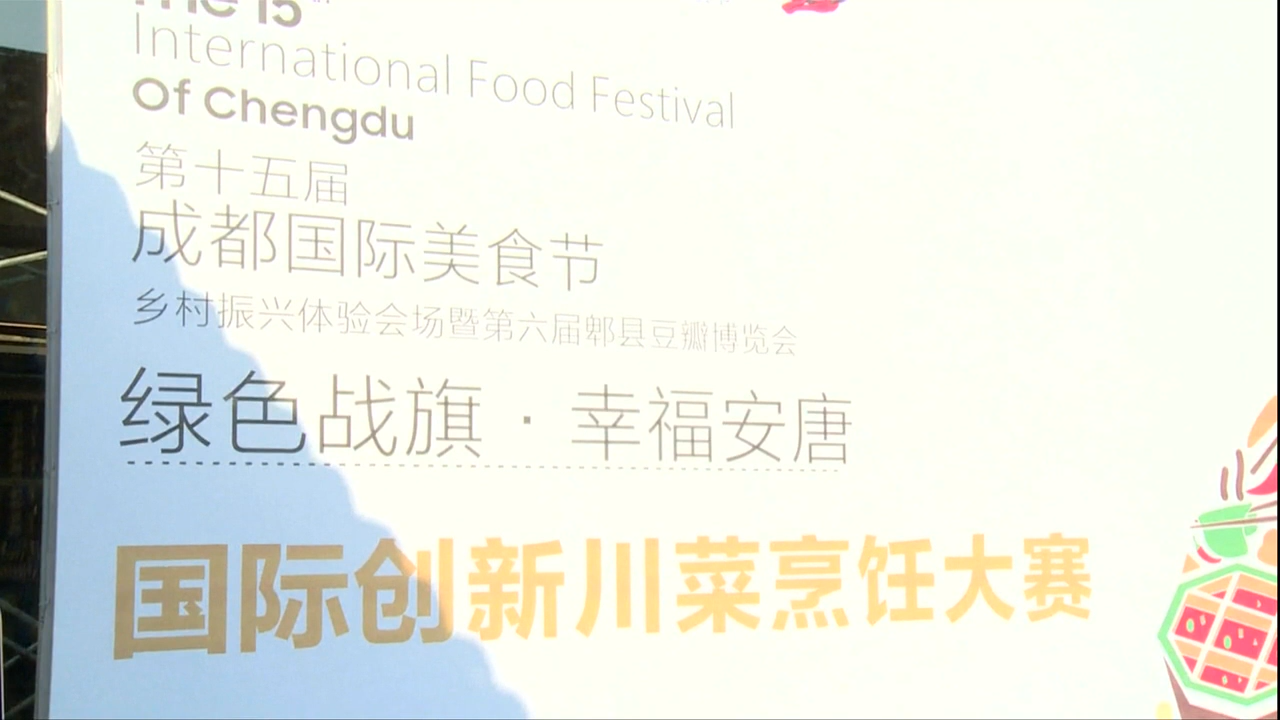 The 15th
International Food Festival
Of Chengdu
第十五届
成都国际美食节
乡村振兴体验会场暨第六届郫县豆瓣博览会
绿色战旗·幸福安唐
国际创新川菜烹饪大赛